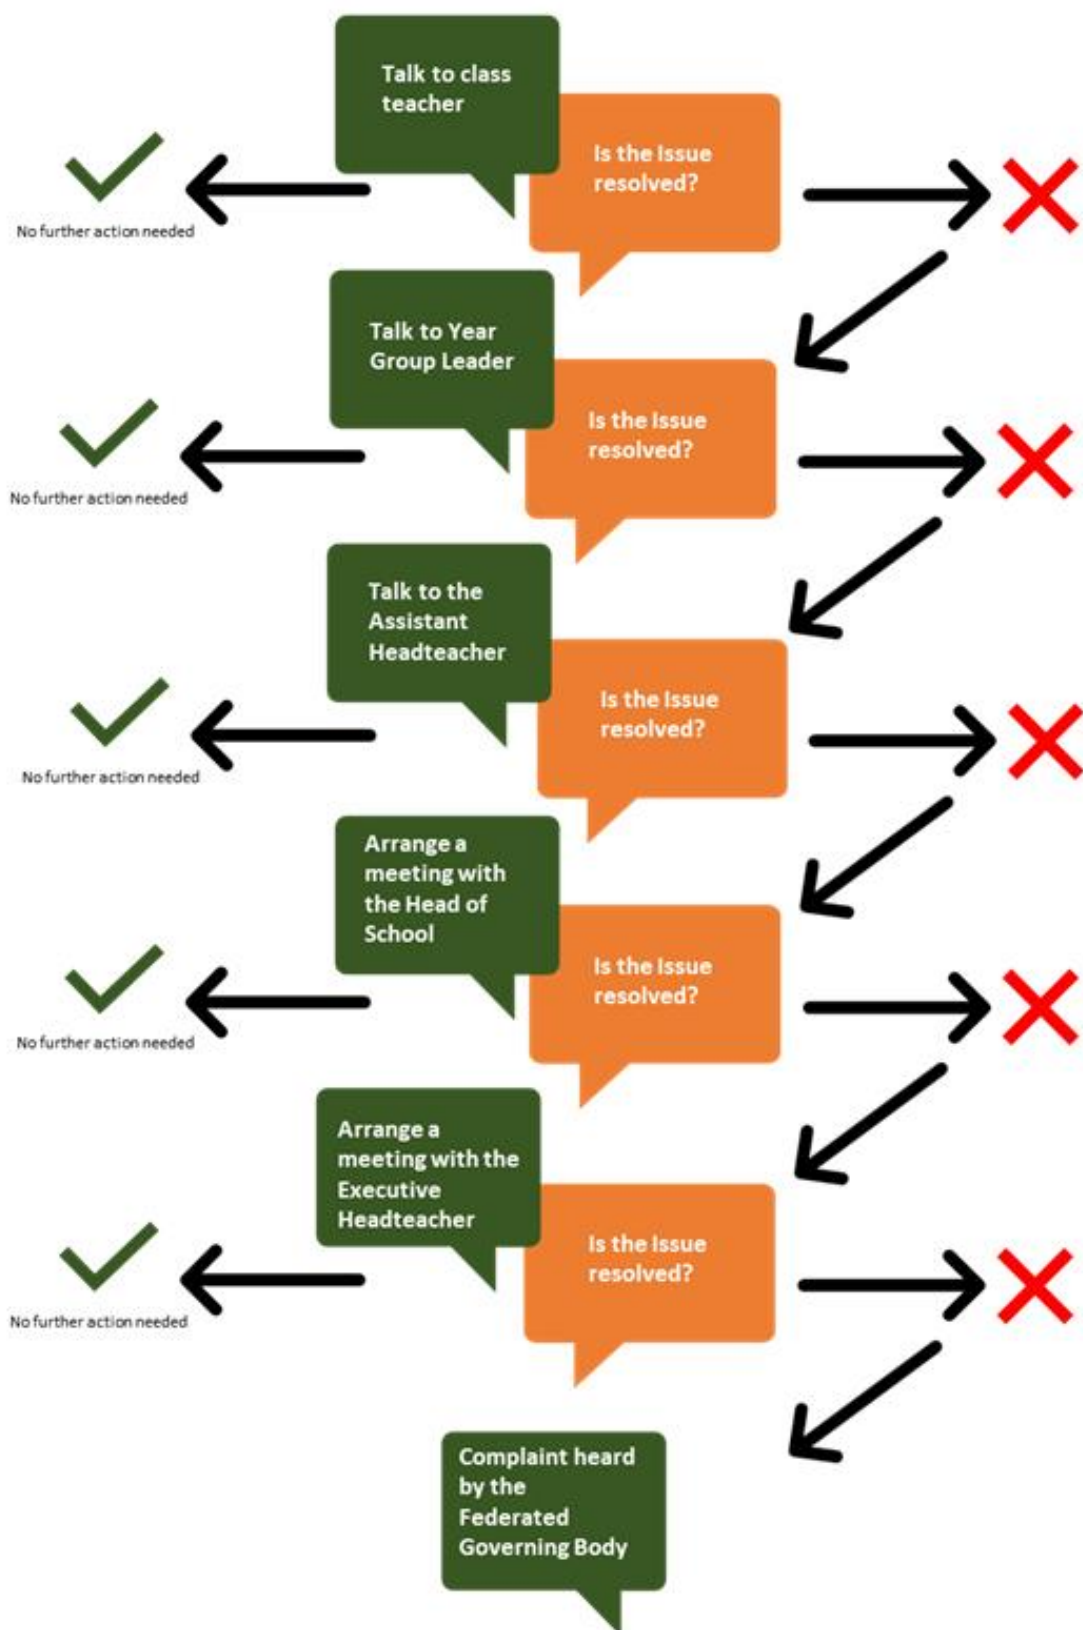 Talk to class
teacher
Is the Issue
resolved?
No further action needed
Talk to Year
Group Leader
Is the Issue
resolved?
No further action needed
Talk to the
Assistant
Headteacher
Is the Issue
resolved?
No further action needed
Arrange a
meeting with
the Head of
School
Is the Issue
resolved?
No further action needed
Arrange a
meeting with the
Executive
Headteacher
Is the Issue
resolved?
No further action needed
Complaint heard
by the
Federated
Governing Body